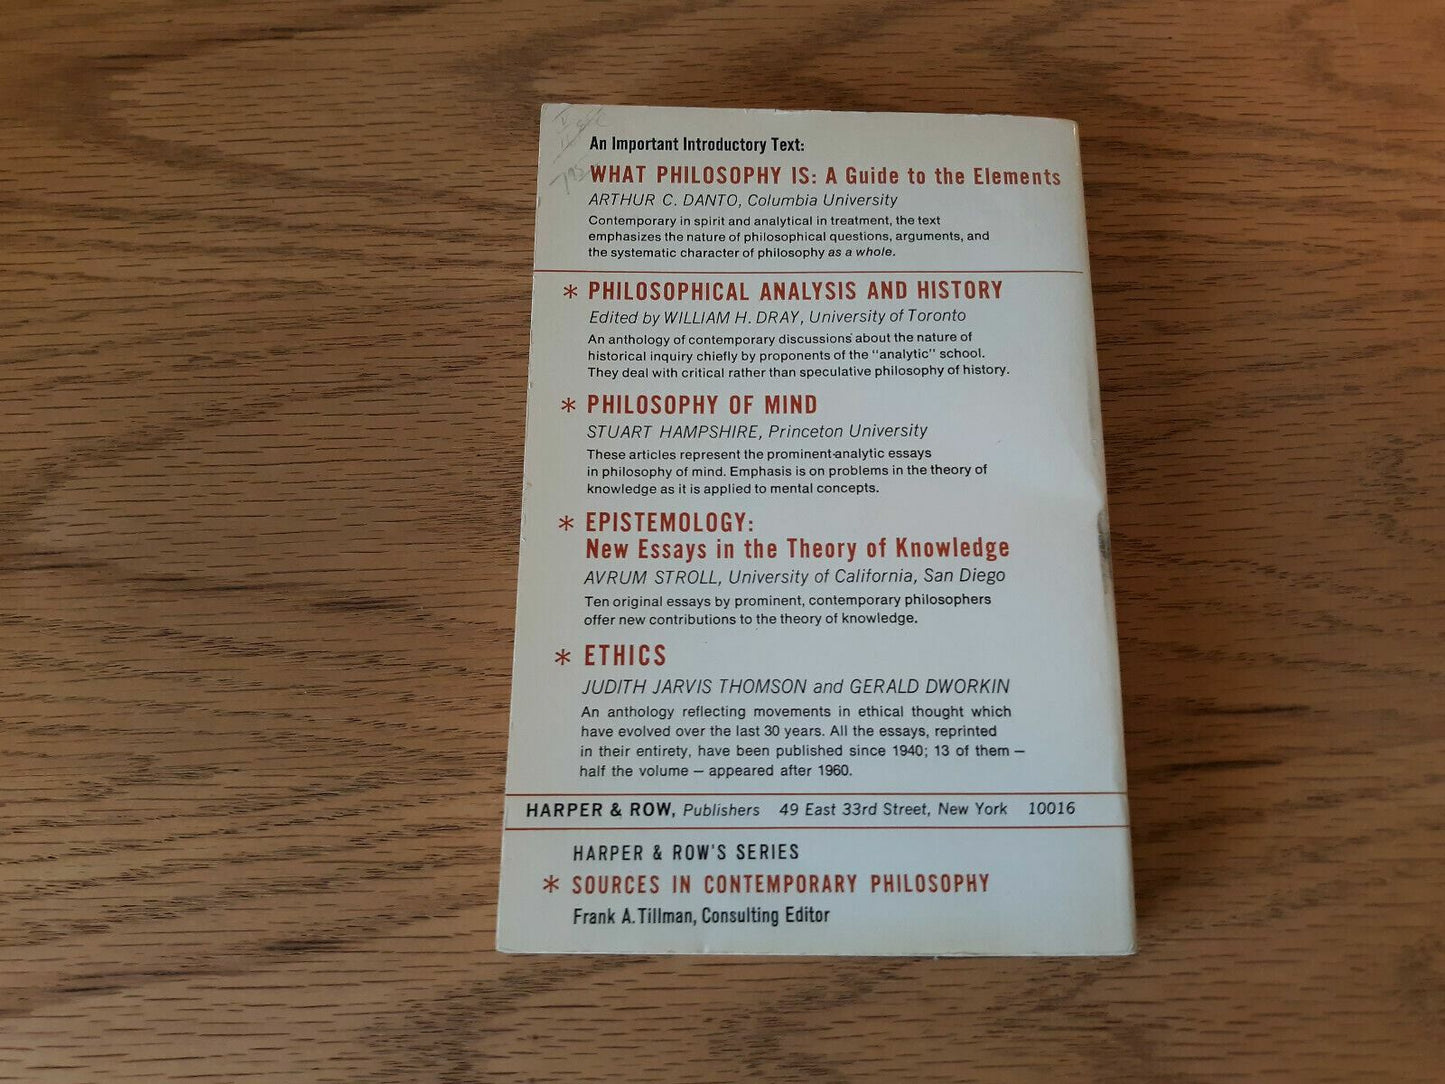 An Important Introductory Text:
WHAT PHILOSOPHY IS: A Guide to the Elements
ARTHUR C. DANTO, Columbia University
Contemporary in spirit and analytical in treatment, the text
emphasizes the nature of philosophical questions, arguments, and
the systematic character of philosophy as a whole.
* PHILOSOPHICAL ANALYSIS AND HISTORY
Edited by WILLIAM H. DRAY, University of Toronto
An anthology of contemporary discussions about the nature of
historical inquiry chiefly by proponents of the "analytic" school.
They deal with critical rather than speculative philosophy of history.
* PHILOSOPHY OF MIND
STUART HAMPSHIRE, Princeton University
These articles represent the prominent analytic essays
in philosophy of mind. Emphasis is on problems in the theory of
knowledge as it is applied to mental concepts.
* EPISTEMOLOGY:
New Essays in the Theory of Knowledge
AVRUM STROLL, University of California, San Diego
Ten original essays by prominent, contemporary philosophers
offer new contributions to the theory of knowledge.
* ETHICS
JUDITH JARVIS THOMSON and GERALD DWORKIN
An anthology reflecting movements in ethical thought which
have evolved over the last 30 years. All the essays, reprinted
in their entirety, have been published since 1940; 13 of them –
half the volume – appeared after 1960.
HARPER & ROW, Publishers 49 East 33rd Street, New York 10016
HARPER & ROW'S SERIES
* SOURCES IN CONTEMPORARY PHILOSOPHY
Frank A. Tillman, Consulting Editor